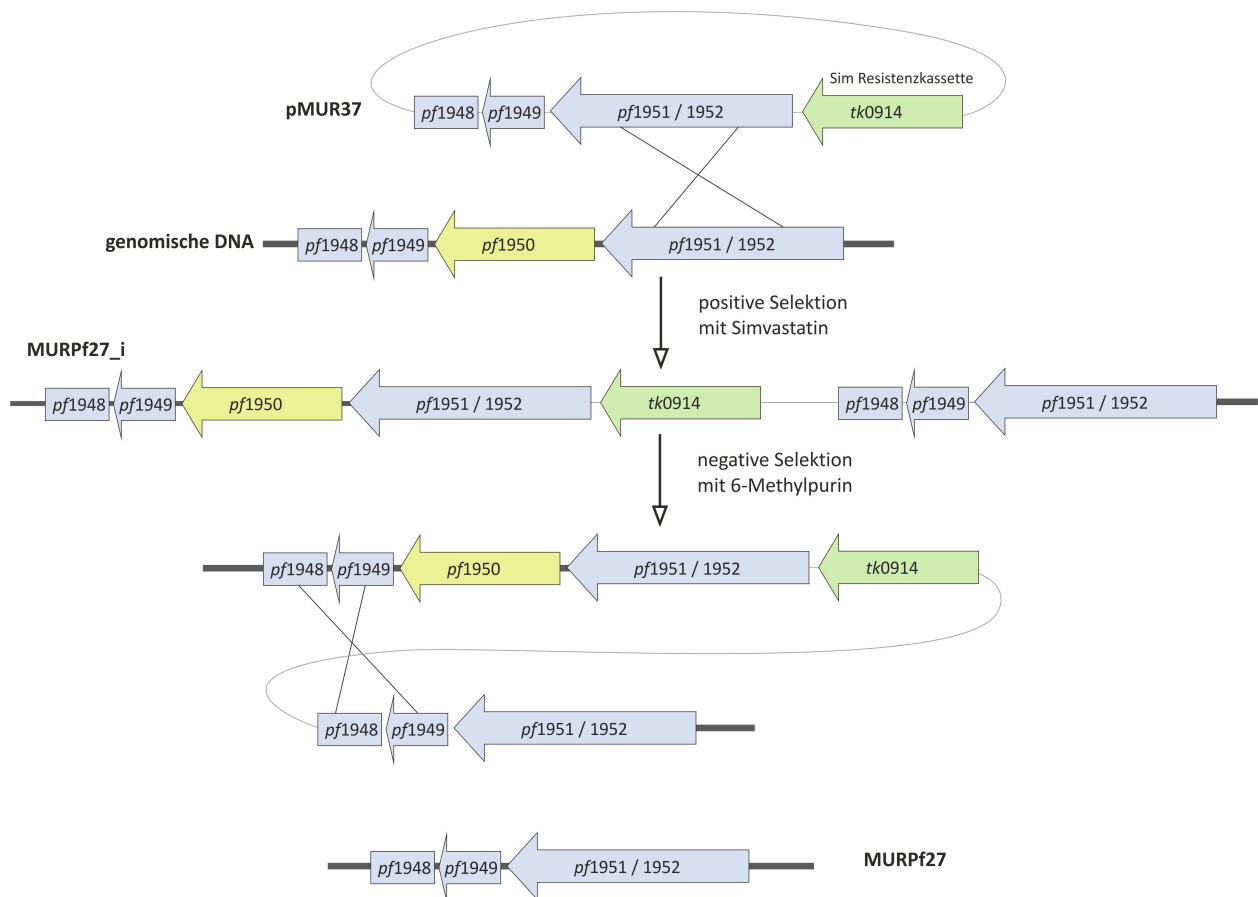 Sim Resistenzkassette
pMUR37
pf1948 pf1949 pf1951 / 1952 tk0914
genomische DNA
pf1948 pf1949 pf1950 pf1951 / 1952
positive Selektion
mit Simvastatin
MURPf27_i
pf1948 pf1949 pf1950 pf1951 / 1952 tk0914 pf1948 pf1949 pf1951 / 1952
negative Selektion
mit 6-Methylpurin
pf1948 pf1949 pf1950 pf1951 / 1952 tk0914
pf1948 pf1949 pf1951 / 1952
pf1948 pf1949 pf1951 / 1952 MURPf27